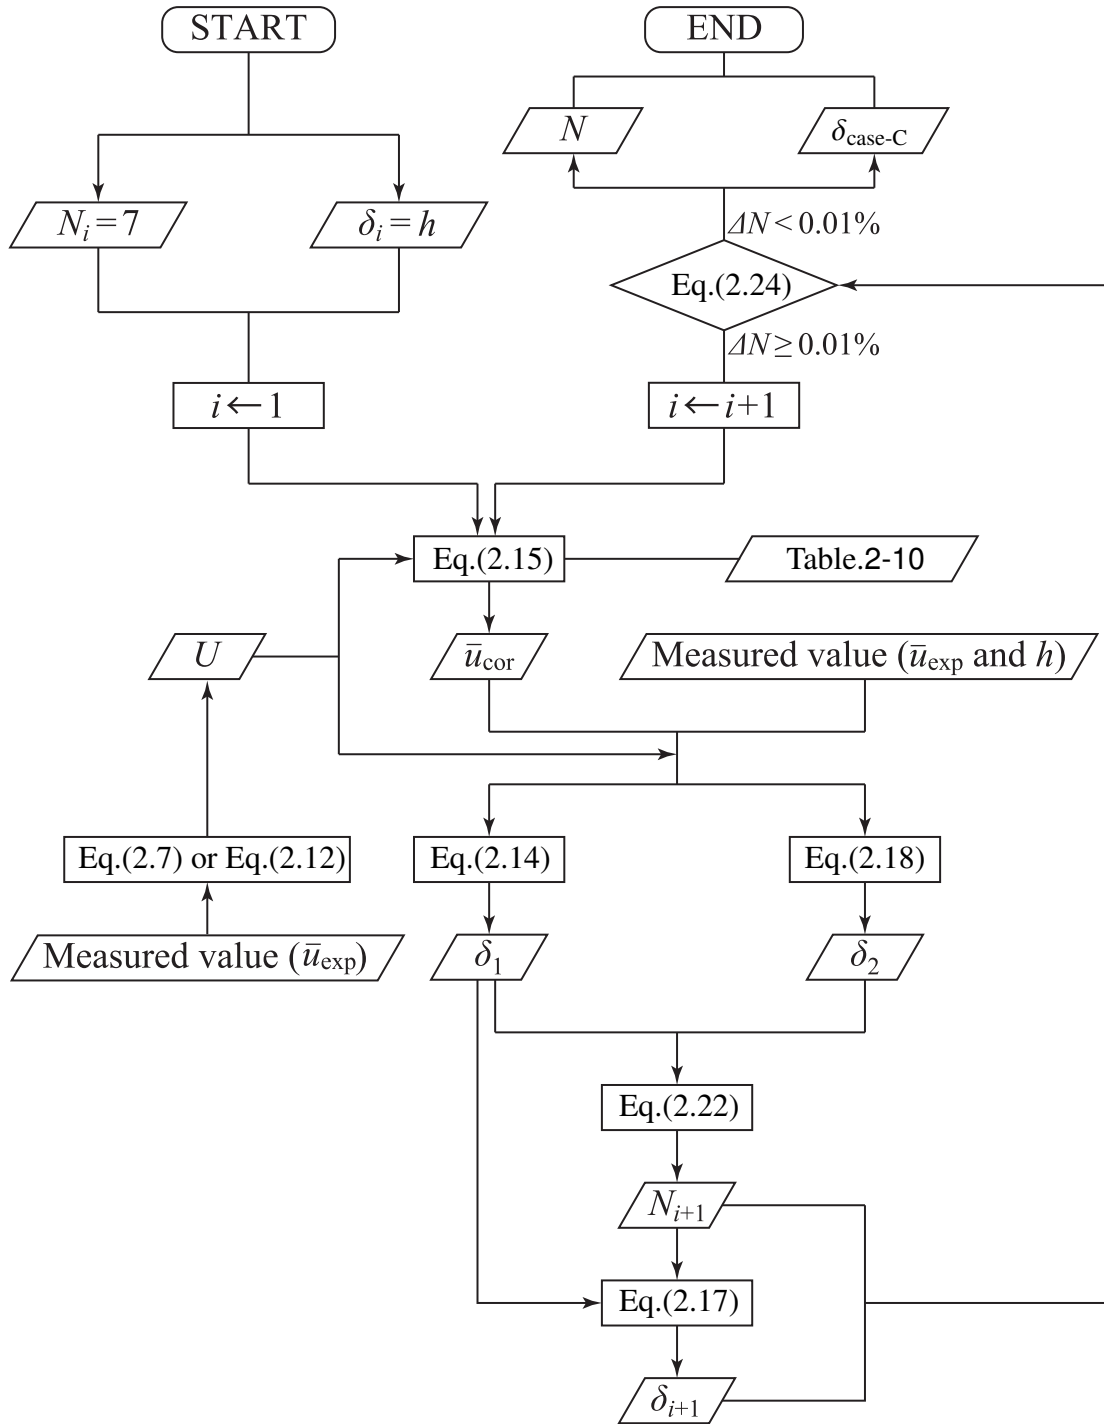 START
END
N
δcase-C
Nᵢ = 7
δᵢ = h
ΔN < 0.01%
Eq.(2.24)
ΔN ≥ 0.01%
i ← 1
i ← i+1
Eq.(2.15)
Table.2-10
U
ūcor
Measured value (ūexp and h)
Eq.(2.7) or Eq.(2.12)
Eq.(2.14)
Eq.(2.18)
Measured value (ūexp)
δ₁
δ₂
Eq.(2.22)
Nᵢ₊₁
Eq.(2.17)
δᵢ₊₁